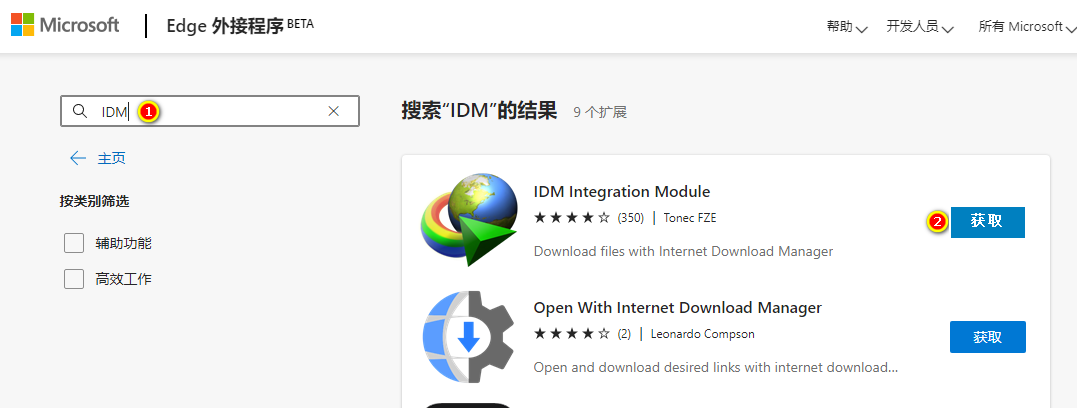 Microsoft | Edge 外接程序 BETA 帮助 开发人员 所有 Microsoft
IDM 1
搜索“IDM”的结果 9 个扩展
主页
按类别筛选
辅助功能
高效工作
IDM Integration Module
★★★★☆ (350) | Tonec FZE
2 获取
Download files with Internet Download Manager
Open With Internet Download Manager
★★★★☆ (2) | Leonardo Compson
获取
Open and download desired links with internet download...